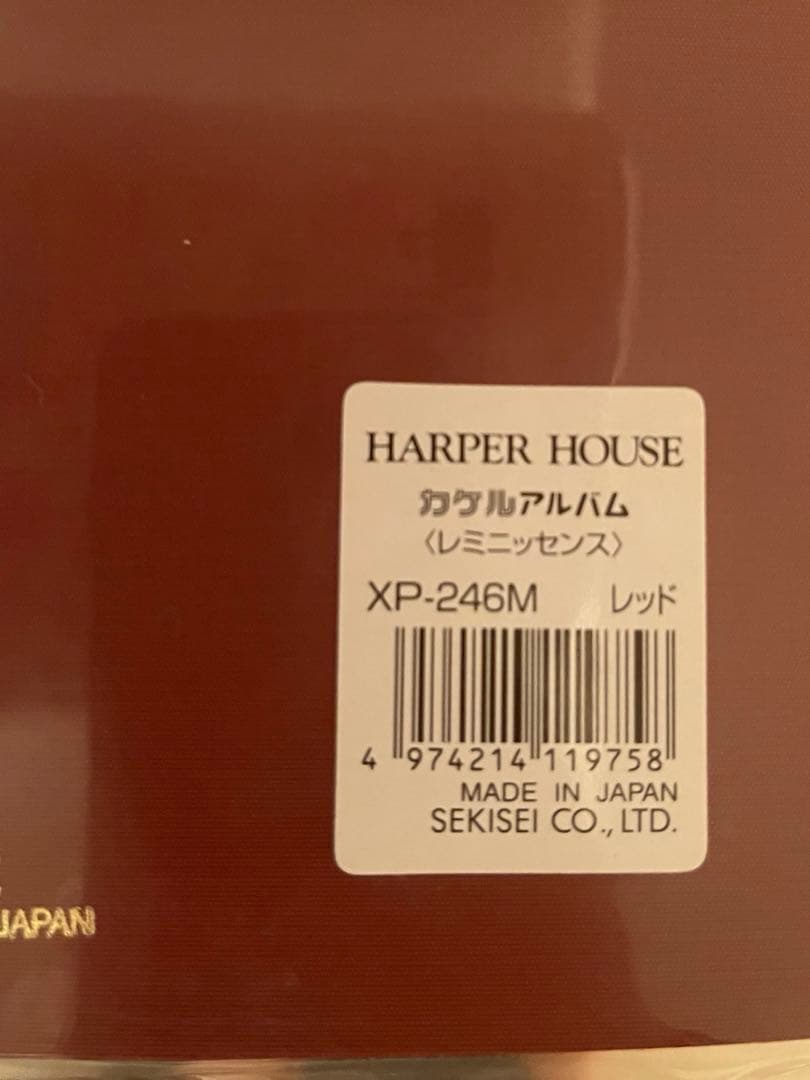 HARPER HOUSE
カケルアルバム
〈レミニッセンス〉
XP-246M レッド
4 974214 119758
MADE IN JAPAN
SEKISEI CO., LTD.
JAPAN